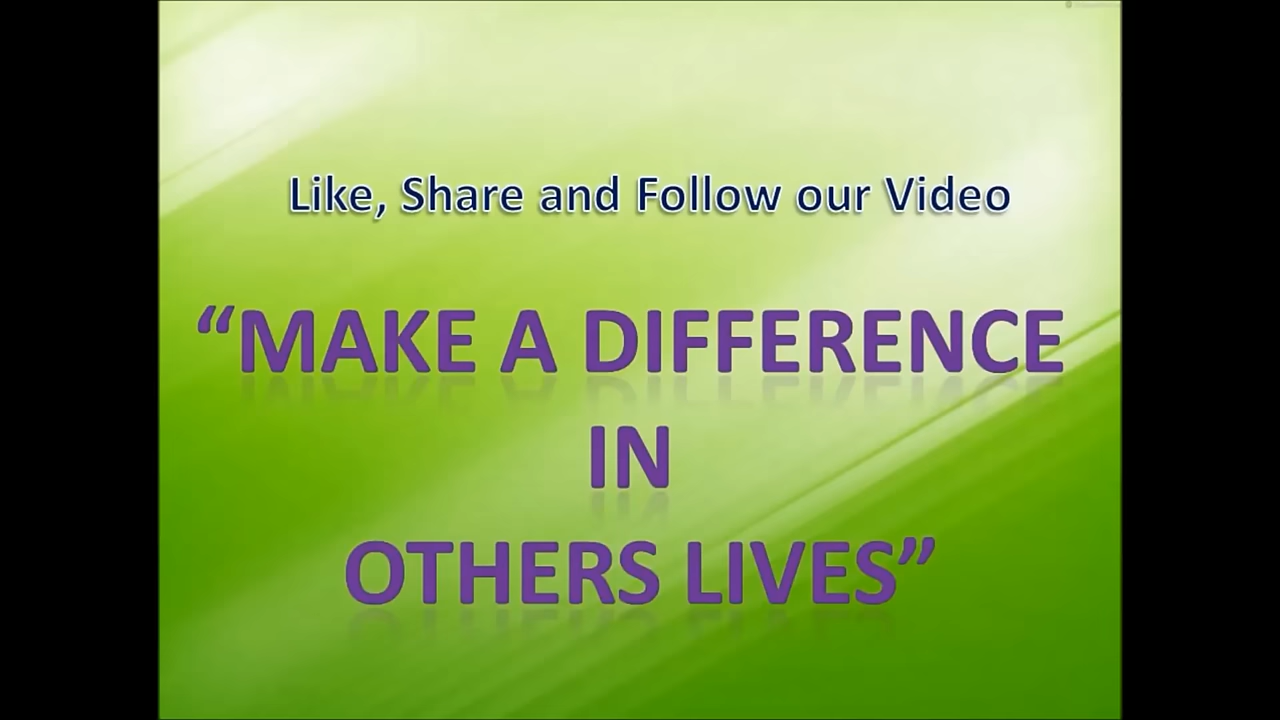 Like, Share and Follow our Video
“MAKE A DIFFERENCE
IN
OTHERS LIVES”